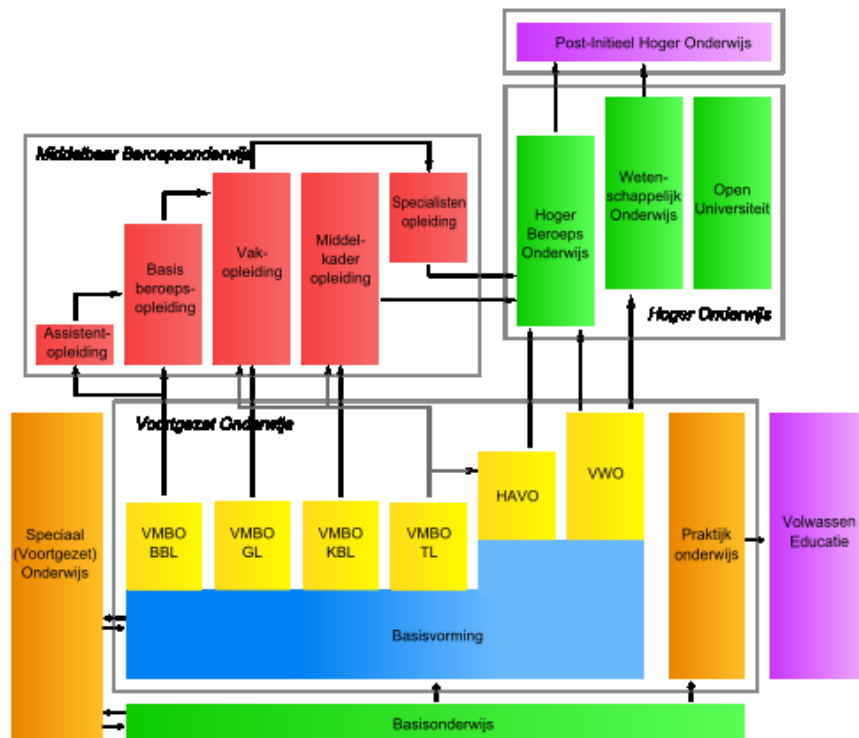 Post-Initieel Hoger Onderwijs
Middelbaar Beroepsonderwijs
Specialisten
opleiding
Weten-
schappelijk
Onderwijs
Open
Universiteit
Hoger
Beroeps
Onderwijs
Vak-
opleiding
Middel-
kader
opleiding
Basis
beroeps-
opleiding
Assistent-
opleiding
Hoger Onderwijs
Voortgezet Onderwijs
HAVO
VWO
Speciaal
(Voortgezet)
Onderwijs
VMBO
BBL
VMBO
GL
VMBO
KBL
VMBO
TL
Praktijk
onderwijs
Volwassen
Educatie
Basisvorming
Basisonderwijs